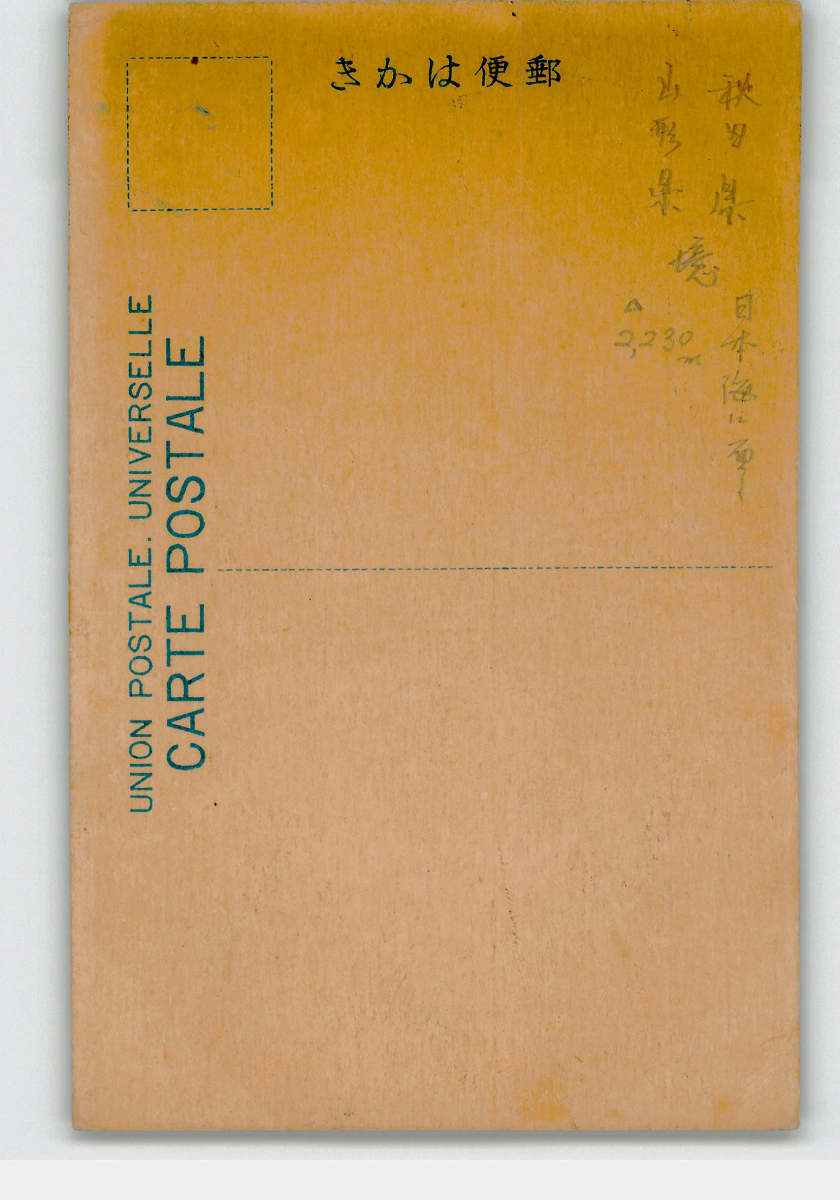 きかは便郵
秋田県
山形県
境
日本海に面し
△
2,230m
UNION POSTALE. UNIVERSELLE
CARTE POSTALE